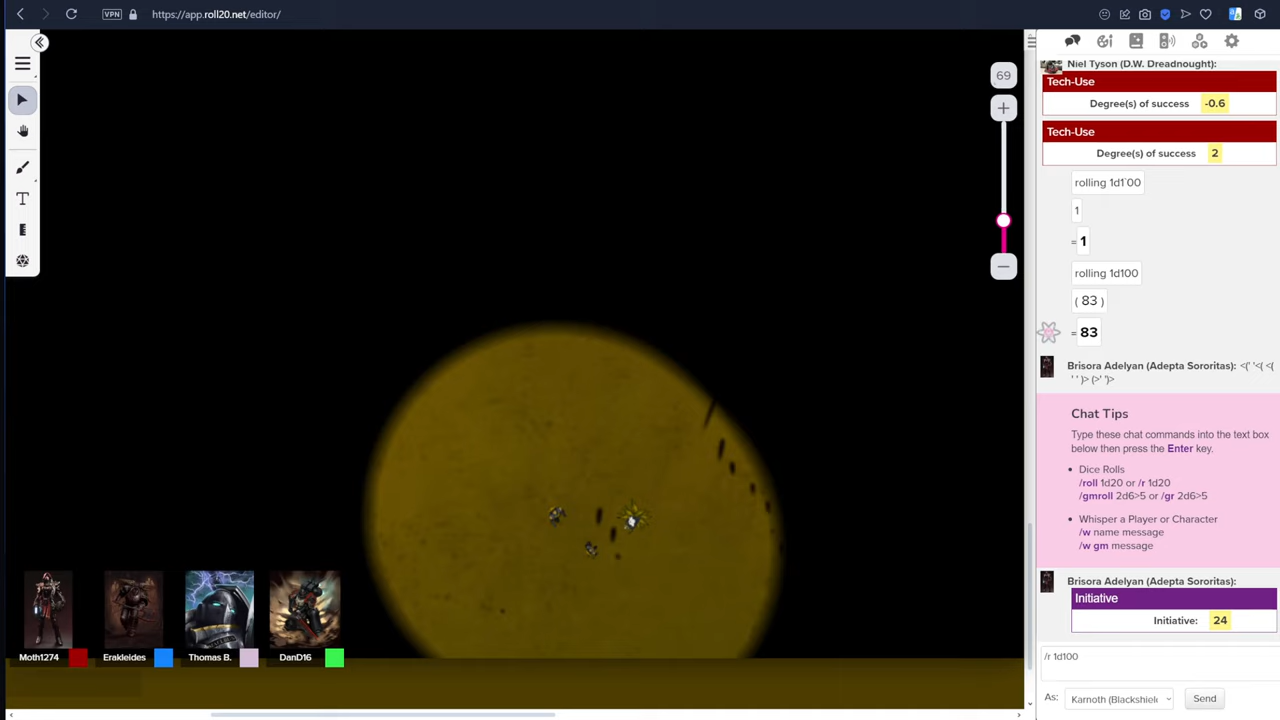 VPN
https://app.roll20.net/editor/
69
Niel Tyson (D.W. Dreadnought):
Tech-Use
Degree(s) of success -0.6
Tech-Use
Degree(s) of success 2
rolling 1d100
1
=1
rolling 1d100
( 83 )
=83
Brisora Adelyan (Adepta Sororitas): <(' '<( <(
' ' )> (>' ')>
Chat Tips
Type these chat commands into the text box
below then press the Enter key.
• Dice Rolls
/roll 1d20 or /r 1d20
/gmroll 2d6>5 or /gr 2d6>5
• Whisper a Player or Character
/w name message
/w gm message
Brisora Adelyan (Adepta Sororitas):
Initiative
Initiative: 24
/r 1d100
As: Karnoth (Blackshiel Send
Moth1274 Erakleides Thomas B. DanD16